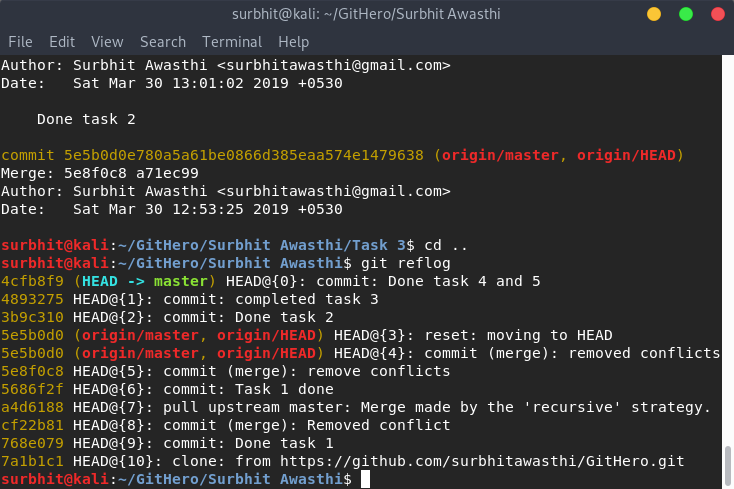 surbhit@kali: ~/GitHero/Surbhit Awasthi
File Edit View Search Terminal Help
Author: Surbhit Awasthi <surbhitawasthi@gmail.com>
Date:   Sat Mar 30 13:01:02 2019 +0530
    Done task 2
commit 5e5b0d0e780a5a61be0866d385eaa574e1479638 (origin/master, origin/HEAD)
Merge: 5e8f0c8 a71ec99
Author: Surbhit Awasthi <surbhitawasthi@gmail.com>
Date:   Sat Mar 30 12:53:25 2019 +0530
surbhit@kali:~/GitHero/Surbhit Awasthi/Task 3$ cd ..
surbhit@kali:~/GitHero/Surbhit Awasthi$ git reflog
4cfb8f9 (HEAD -> master) HEAD@{0}: commit: Done task 4 and 5
4893275 HEAD@{1}: commit: completed task 3
3b9c310 HEAD@{2}: commit: Done task 2
5e5b0d0 (origin/master, origin/HEAD) HEAD@{3}: reset: moving to HEAD
5e5b0d0 (origin/master, origin/HEAD) HEAD@{4}: commit (merge): removed conflicts
5e8f0c8 HEAD@{5}: commit (merge): remove conflicts
5686f2f HEAD@{6}: commit: Task 1 done
a4d6188 HEAD@{7}: pull upstream master: Merge made by the 'recursive' strategy.
cf22b81 HEAD@{8}: commit (merge): Removed conflict
768e079 HEAD@{9}: commit: Done task 1
7a1b1c1 HEAD@{10}: clone: from https://github.com/surbhitawasthi/GitHero.git
surbhit@kali:~/GitHero/Surbhit Awasthi$